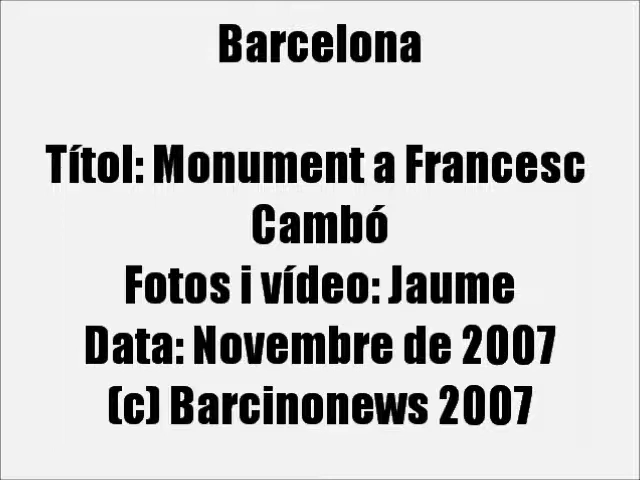 Barcelona
Títol: Monument a Francesc
Cambó
Fotos i vídeo: Jaume
Data: Novembre de 2007
(c) Barcinonews 2007